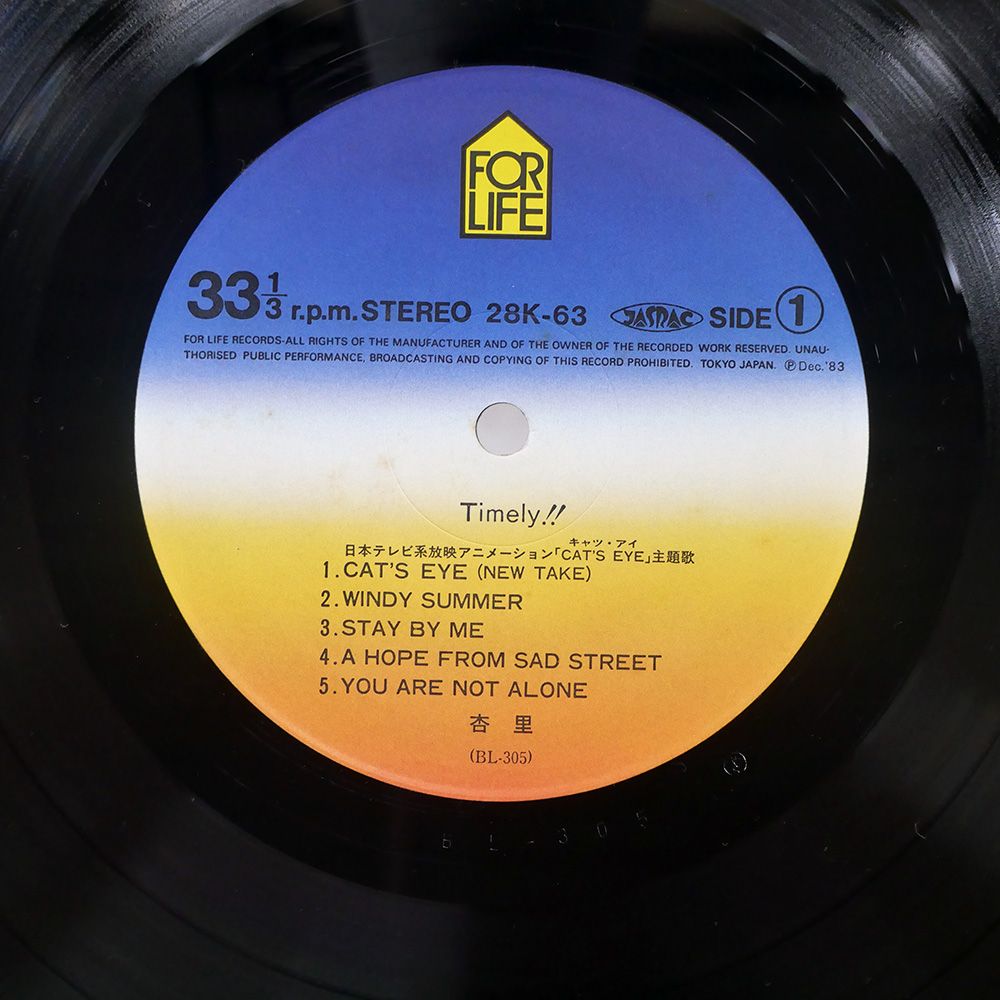 FOR
LIFE
33 1/3 r.p.m. STEREO 28K-63 JASRAC SIDE 1
FOR LIFE RECORDS-ALL RIGHTS OF THE MANUFACTURER AND OF THE OWNER OF THE RECORDED WORK RESERVED. UNAU-
THORISED PUBLIC PERFORMANCE, BROADCASTING AND COPYING OF THIS RECORD PROHIBITED. TOKYO JAPAN. ℗ Dec.'83
Timely!!
キャッツ・アイ
日本テレビ系放映アニメーション「CAT'S EYE」主題歌
1. CAT'S EYE (NEW TAKE)
2. WINDY SUMMER
3. STAY BY ME
4. A HOPE FROM SAD STREET
5. YOU ARE NOT ALONE
杏里
(BL-305)
BL-305